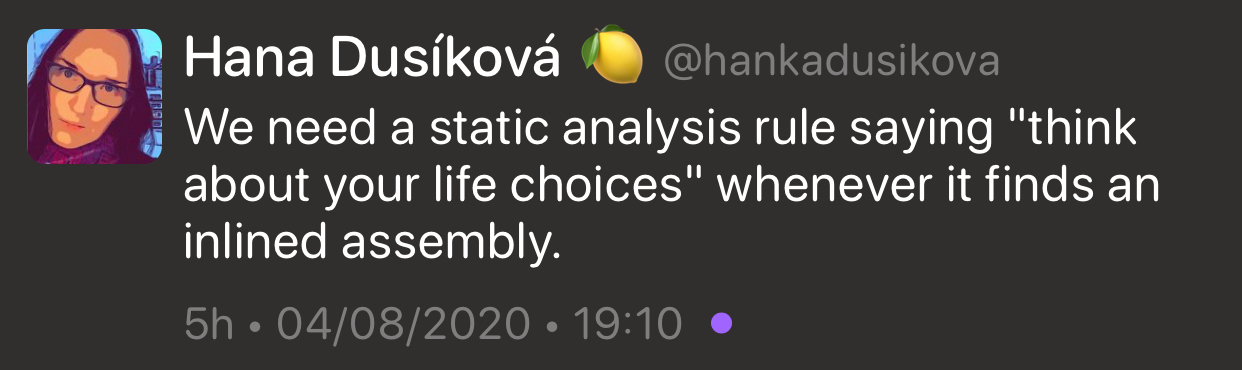 Hana Dusíková 🍋 @hankadusikova
We need a static analysis rule saying "think
about your life choices" whenever it finds an
inlined assembly.
5h • 04/08/2020 • 19:10